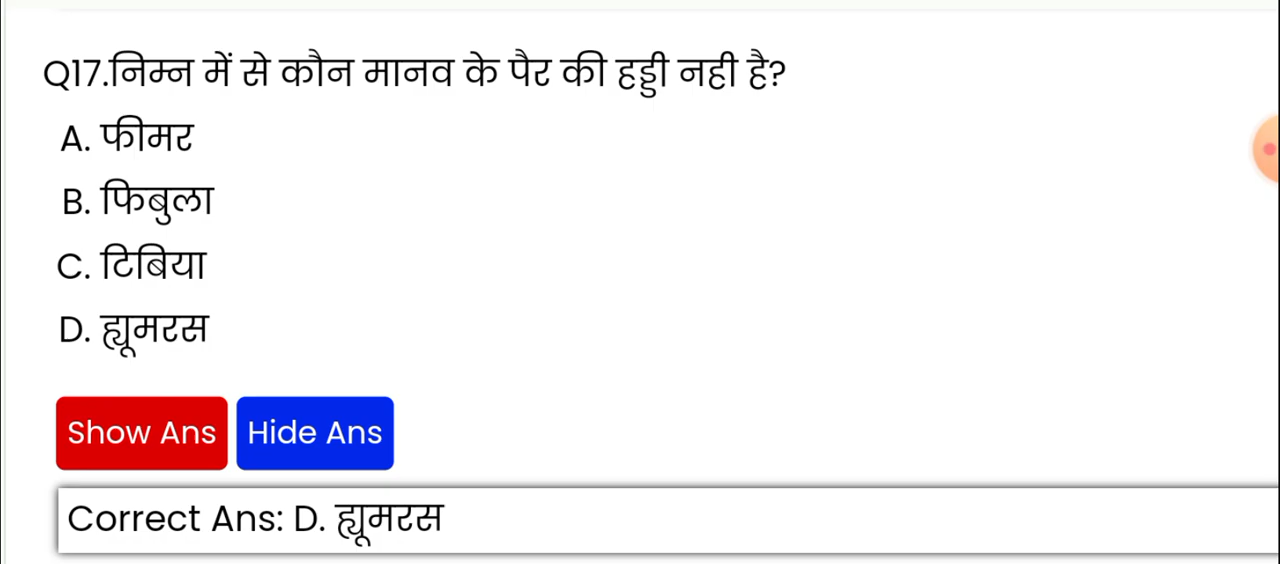 Q17.निम्न में से कौन मानव के पैर की हड्डी नही है?
A. फीमर
B. फिबुला
C. टिबिया
D. ह्यूमरस
Show Ans Hide Ans
Correct Ans: D. ह्यूमरस